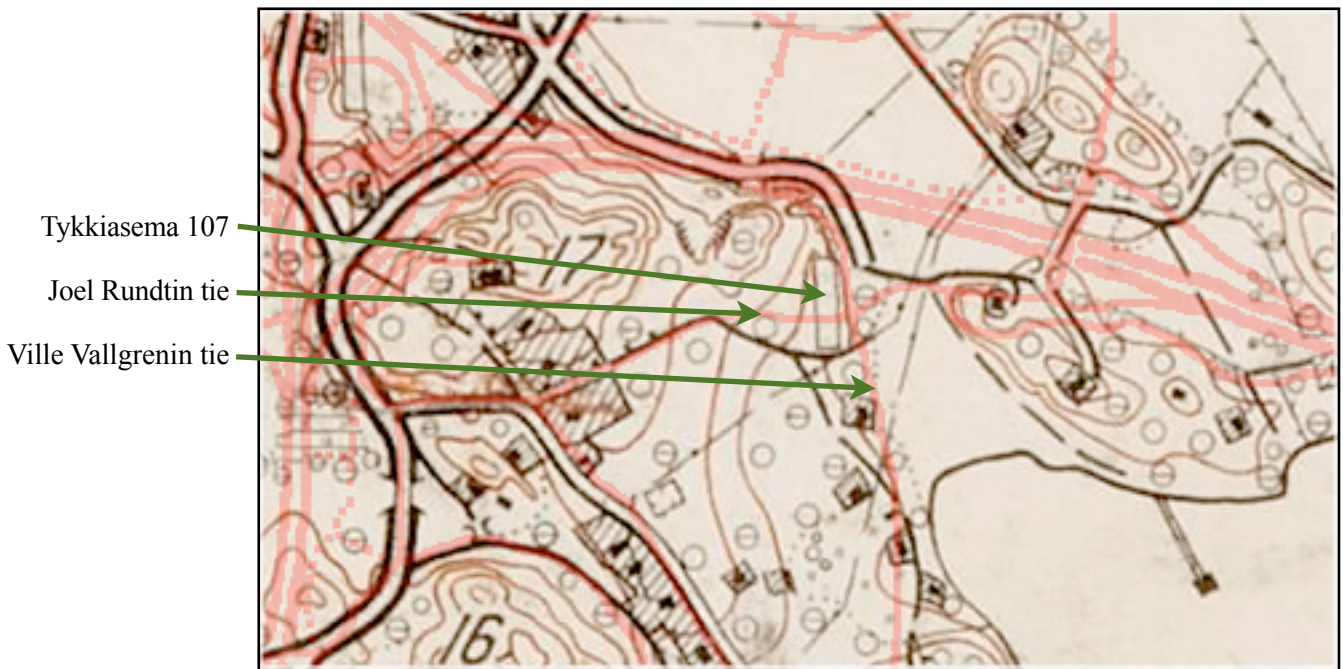 Tykkiasema 107
Joel Rundtin tie
Ville Vallgrenin tie
17
16